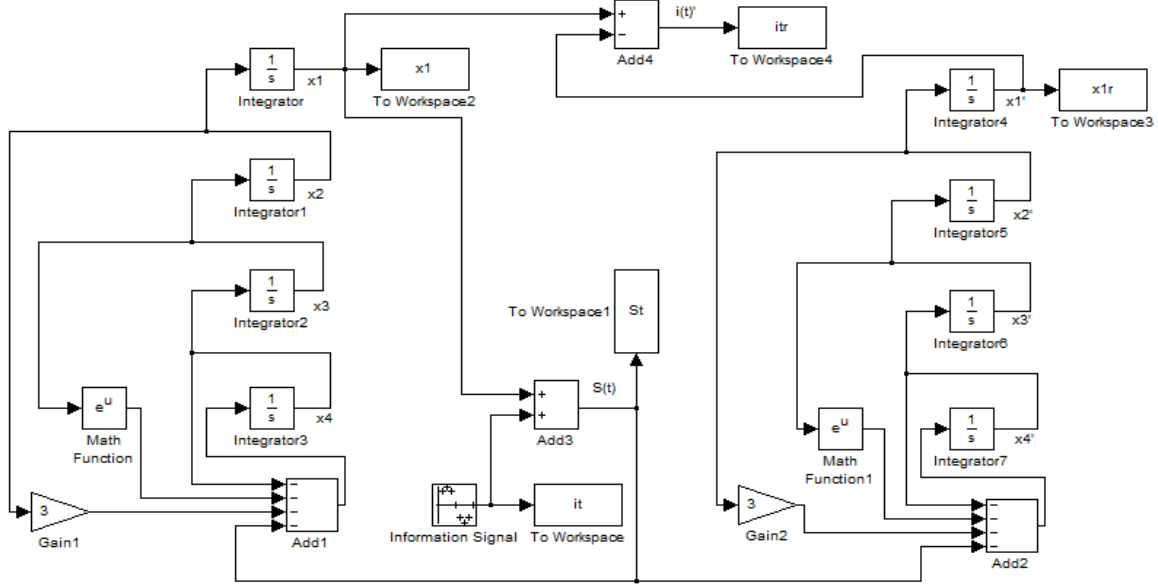 i(t)'
+
−
Add4
itr
To Workspace4
1
s
x1
Integrator
x1
To Workspace2
1
s
x1'
Integrator4
x1r
To Workspace3
1
s
x2
Integrator1
1
s
x2'
Integrator5
1
s
x3
Integrator2
To Workspace1
St
1
s
x3'
Integrator6
e^u
Math
Function
1
s
x4
Integrator3
+
+
Add3
S(t)
e^u
Math
Function1
1
s
x4'
Integrator7
3
Gain1
−
−
−
−
Add1
Information Signal
it
To Workspace
3
Gain2
−
−
−
−
Add2